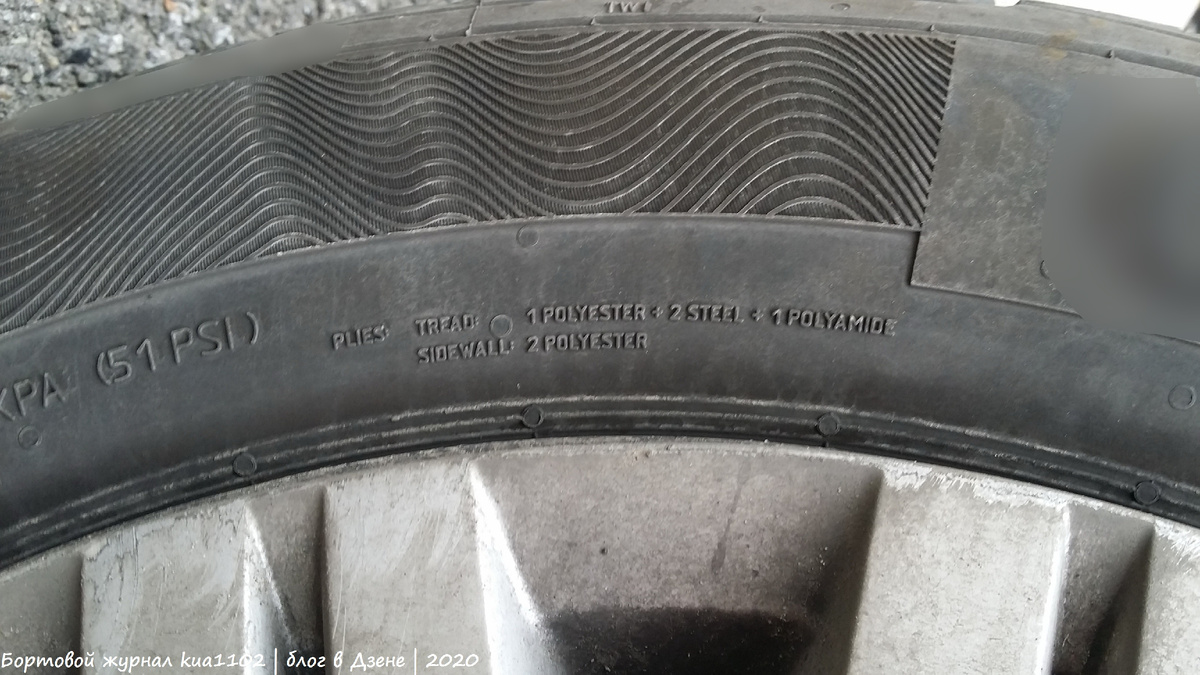 TWI
KPA (51 PSI)
PLIES: TREAD: 1 POLYESTER + 2 STEEL + 1 POLYAMIDE
SIDEWALL: 2 POLYESTER
Бортовой журнал kua1102 | блог в Дзене | 2020